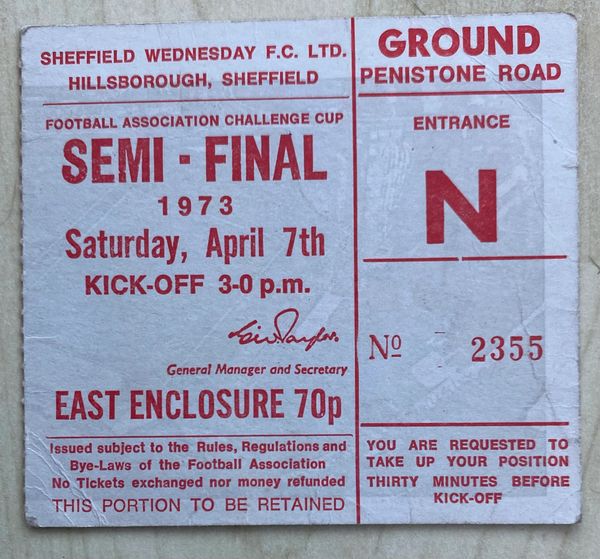 SHEFFIELD WEDNESDAY F.C. LTD.
HILLSBOROUGH, SHEFFIELD
FOOTBALL ASSOCIATION CHALLENGE CUP
SEMI - FINAL
1973
Saturday, April 7th
KICK-OFF 3-0 p.m.
General Manager and Secretary
EAST ENCLOSURE 70p
Issued subject to the Rules, Regulations and
Bye-Laws of the Football Association
No Tickets exchanged nor money refunded
THIS PORTION TO BE RETAINED
GROUND
PENISTONE ROAD
ENTRANCE
N
No 2355
YOU ARE REQUESTED TO
TAKE UP YOUR POSITION
THIRTY MINUTES BEFORE
KICK-OFF